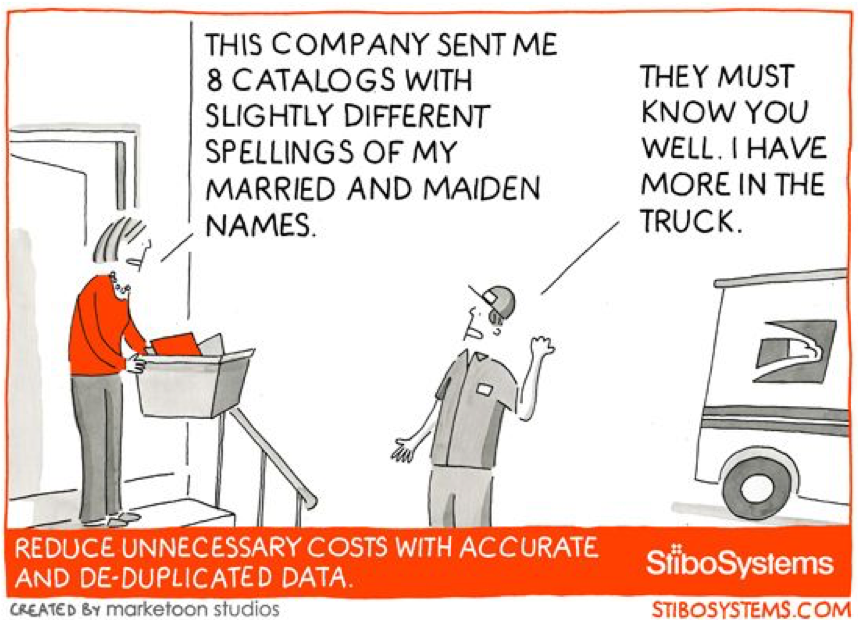 THIS COMPANY SENT ME
8 CATALOGS WITH
SLIGHTLY DIFFERENT
SPELLINGS OF MY
MARRIED AND MAIDEN
NAMES.
THEY MUST
KNOW YOU
WELL. I HAVE
MORE IN THE
TRUCK.
REDUCE UNNECESSARY COSTS WITH ACCURATE
AND DE-DUPLICATED DATA.
StiboSystems
CREATED BY marketoon studios
STIBOSYSTEMS.COM